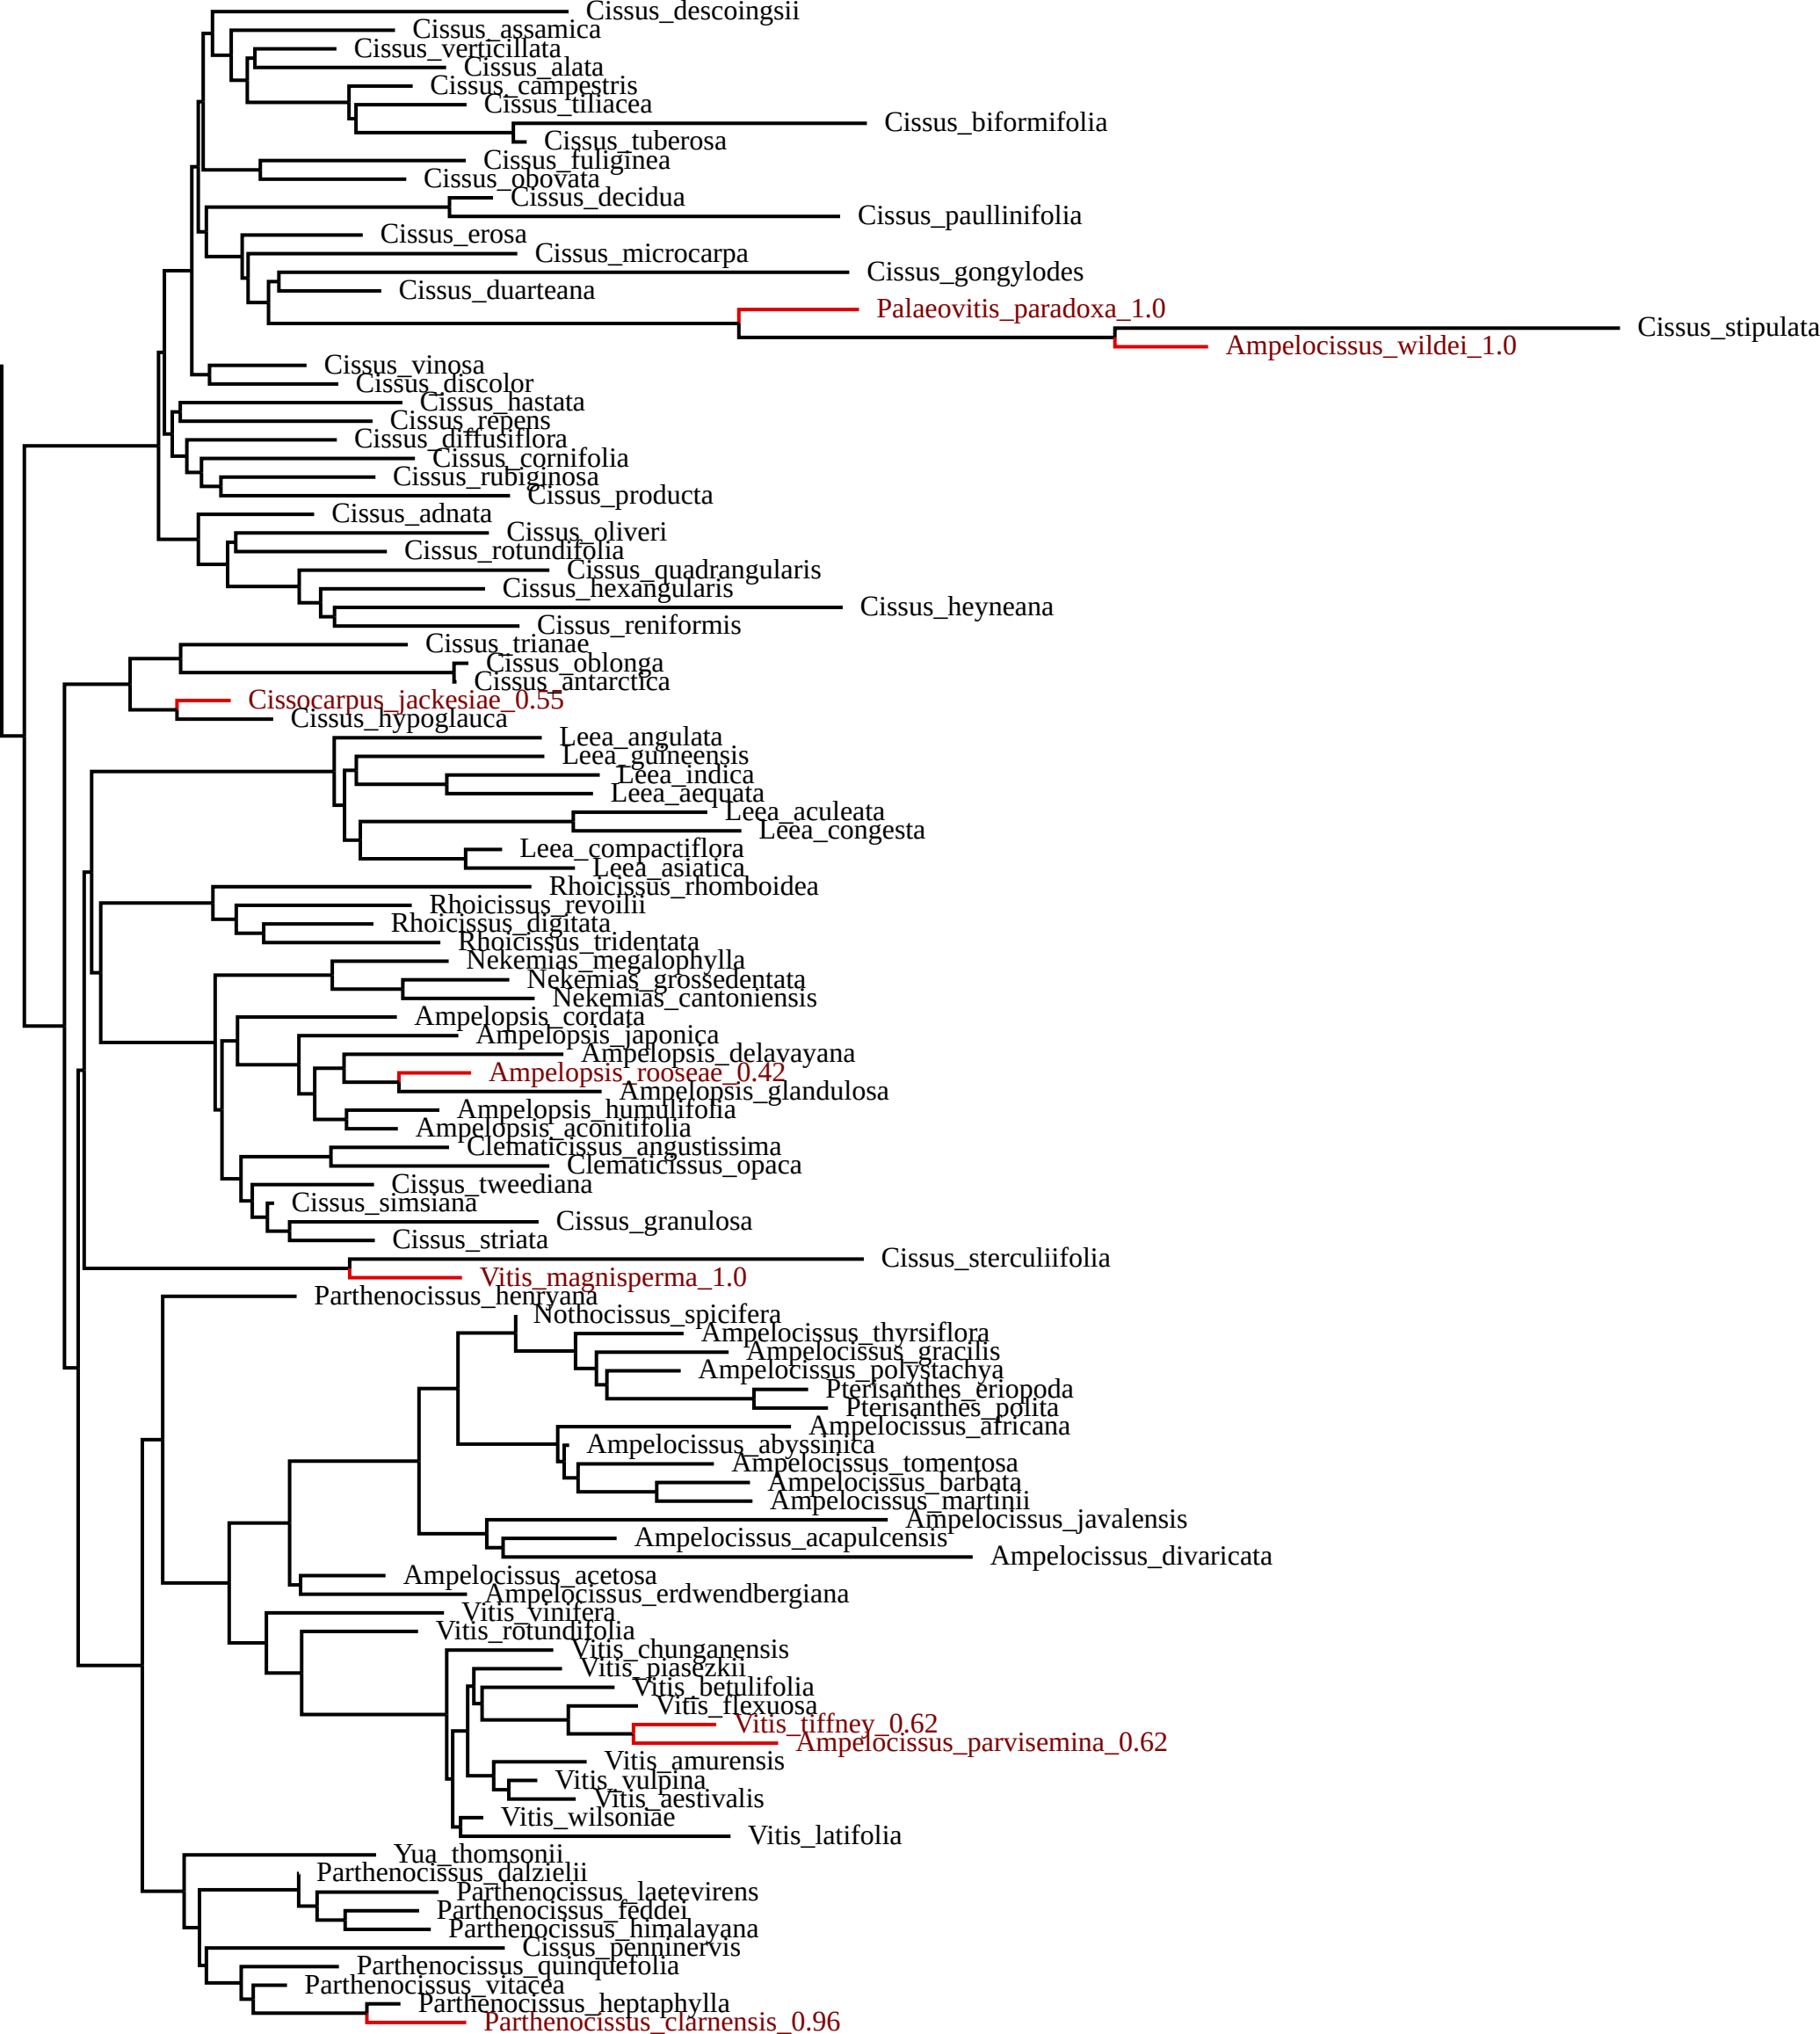 Cissus_descoingsii
Cissus_assamica
Cissus_verticillata
Cissus_alata
Cissus_campestris
Cissus_tiliacea
Cissus_biformifolia
Cissus_tuberosa
Cissus_fuliginea
Cissus_obovata
Cissus_decidua
Cissus_paullinifolia
Cissus_erosa
Cissus_microcarpa
Cissus_gongylodes
Cissus_duarteana
Palaeovitis_paradoxa_1.0
Cissus_stipulata
Ampelocissus_wildei_1.0
Cissus_vinosa
Cissus_discolor
Cissus_hastata
Cissus_repens
Cissus_diffusiflora
Cissus_cornifolia
Cissus_rubiginosa
Cissus_producta
Cissus_adnata
Cissus_oliveri
Cissus_rotundifolia
Cissus_quadrangularis
Cissus_hexangularis
Cissus_heyneana
Cissus_reniformis
Cissus_trianae
Cissus_oblonga
Cissus_antarctica
Cissocarpus_jackesiae_0.55
Cissus_hypoglauca
Leea_angulata
Leea_guineensis
Leea_indica
Leea_aequata
Leea_aculeata
Leea_congesta
Leea_compactiflora
Leea_asiatica
Rhoicissus_rhomboidea
Rhoicissus_revoilii
Rhoicissus_digitata
Rhoicissus_tridentata
Nekemias_megalophylla
Nekemias_grossedentata
Nekemias_cantoniensis
Ampelopsis_cordata
Ampelopsis_japonica
Ampelopsis_delavayana
Ampelopsis_rooseae_0.42
Ampelopsis_glandulosa
Ampelopsis_humulifolia
Ampelopsis_aconitifolia
Clematicissus_angustissima
Clematicissus_opaca
Cissus_tweediana
Cissus_simsiana
Cissus_granulosa
Cissus_striata
Cissus_sterculiifolia
Vitis_magnisperma_1.0
Parthenocissus_henryana
Nothocissus_spicifera
Ampelocissus_thyrsiflora
Ampelocissus_gracilis
Ampelocissus_polystachya
Pterisanthes_eriopoda
Pterisanthes_polita
Ampelocissus_africana
Ampelocissus_abyssinica
Ampelocissus_tomentosa
Ampelocissus_barbata
Ampelocissus_martinii
Ampelocissus_javalensis
Ampelocissus_acapulcensis
Ampelocissus_divaricata
Ampelocissus_acetosa
Ampelocissus_erdwendbergiana
Vitis_vinifera
Vitis_rotundifolia
Vitis_chunganensis
Vitis_piasezkii
Vitis_betulifolia
Vitis_flexuosa
Vitis_tiffney_0.62
Ampelocissus_parvisemina_0.62
Vitis_amurensis
Vitis_vulpina
Vitis_aestivalis
Vitis_wilsoniae
Vitis_latifolia
Yua_thomsonii
Parthenocissus_dalzielii
Parthenocissus_laetevirens
Parthenocissus_feddei
Parthenocissus_himalayana
Cissus_penninervis
Parthenocissus_quinquefolia
Parthenocissus_vitacea
Parthenocissus_heptaphylla
Parthenocissus_clarnensis_0.96